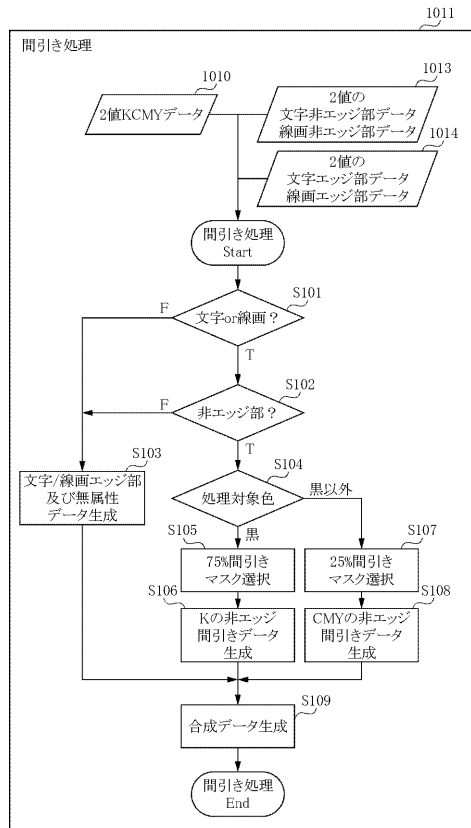 1011
間引き処理
1010
2値KCMYデータ
1013
2値の
文字非エッジ部データ
線画非エッジ部データ
1014
2値の
文字エッジ部データ
線画エッジ部データ
間引き処理
Start
S101
文字or線画？
F
T
S102
非エッジ部？
F
T
S103
文字/線画エッジ部
及び無属性
データ生成
S104
処理対象色
黒以外
黒
S105
75%間引き
マスク選択
S107
25%間引き
マスク選択
S106
Kの非エッジ
間引きデータ
生成
S108
CMYの非エッジ
間引きデータ
生成
S109
合成データ生成
間引き処理
End